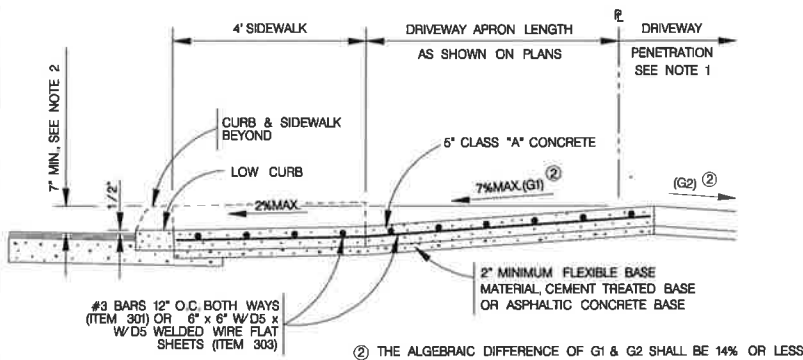 ℄
4' SIDEWALK
DRIVEWAY APRON LENGTH
DRIVEWAY
AS SHOWN ON PLANS
PENETRATION
SEE NOTE 1
7" MIN., SEE NOTE 2
CURB & SIDEWALK
BEYOND
5" CLASS "A" CONCRETE
LOW CURB
1/2"
2%MAX.
7%MAX.(G1) ②
(G2) ②
2" MINIMUM FLEXIBLE BASE
MATERIAL, CEMENT TREATED BASE
OR ASPHALTIC CONCRETE BASE
#3 BARS 12" O.C. BOTH WAYS
(ITEM 301) OR 6" x 6" W/D5 x
W/D5 WELDED WIRE FLAT
SHEETS (ITEM 303)
② THE ALGEBRAIC DIFFERENCE OF G1 & G2 SHALL BE 14% OR LESS